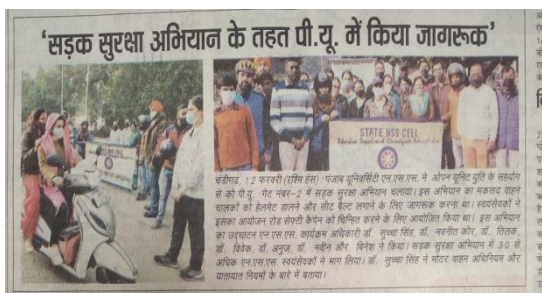 'सड़क सुरक्षा अभियान के तहत पी.यू. में किया जागरूक'
STATE NSS CELL
Education Department Chandigarh
चंडीगढ़, 12 फरवरी (रश्मि हंस) : पंजाब यूनिवर्सिटी एन.एस.एस. ने ओपन यूनिट यूति के सहयोग
से को पी.यू. गेट नंबर-2 में सड़क सुरक्षा अभियान चलाया। इस अभियान का मकसद वाहन
चालकों को हेलमेट डालने और सीट बैल्ट लगाने के लिए जागरूक करना था। स्वयंसेवकों ने
इसका आयोजन रोड सेफ्टी कैंपेन को चिन्हित करने के लिए आयोजित किया था। इस अभियान
का उद्घाटन एन.एस.एस. कार्यक्रम अधिकारी डॉ. सुच्चा सिंह, डॉ. नवनीत कौर, डॉ. तिलक,
डॉ. विवेक, डॉ. अनुज, डॉ. नवीन और बिनेश ने किया। सड़क सुरक्षा अभियान में 30 से
अधिक एन.एस.एस. स्वयंसेवकों ने भाग लिया। डॉ. सुच्चा सिंह ने मोटर वाहन अधिनियम और
यातायात नियमों के बारे में बताया।